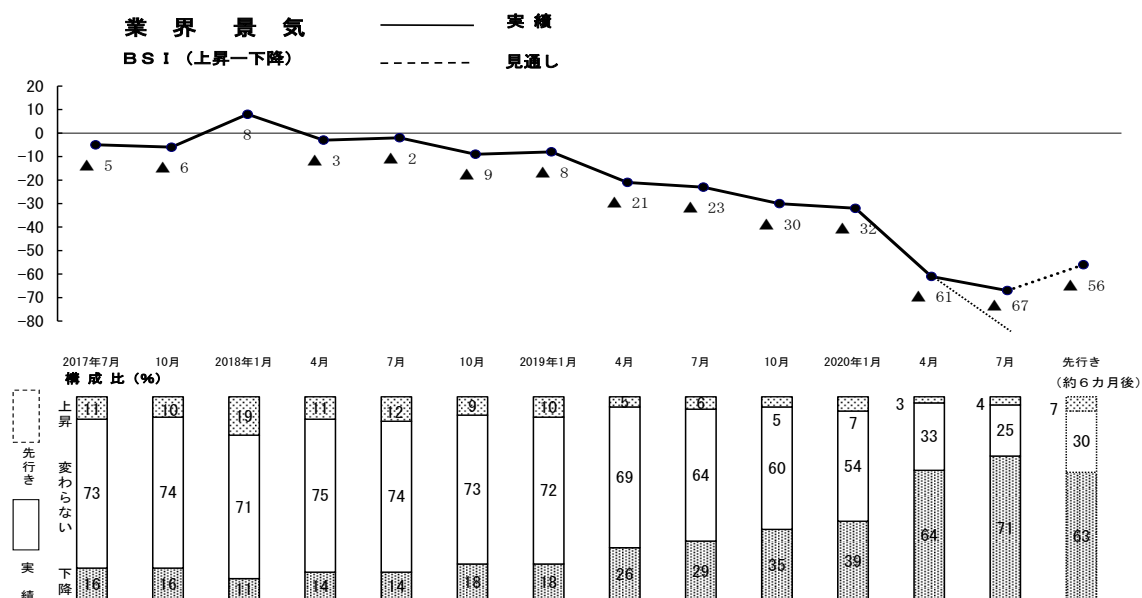 業界景気
実績
ＢＳＩ（上昇―下降）
見通し
20
10
0
-10
-20
-30
-40
-50
-60
-70
-80
▲ 5
▲ 6
8
▲ 3
▲ 2
▲ 9
▲ 8
▲ 21
▲ 23
▲ 30
▲ 32
▲ 61
▲ 67
▲ 56
2017年7月 10月 2018年1月 4月 7月 10月 2019年1月 4月 7月 10月 2020年1月 4月 7月 先行き
（約６カ月後）
構成比（%）
先行き
実績
上昇
11 10 19 11 12 9 10 5 6 5 7 3 4 7
変わらない
73 74 71 75 74 73 72 69 64 60 54 33 25 30
下降
16 16 11 14 14 18 18 26 29 35 39 64 71 63